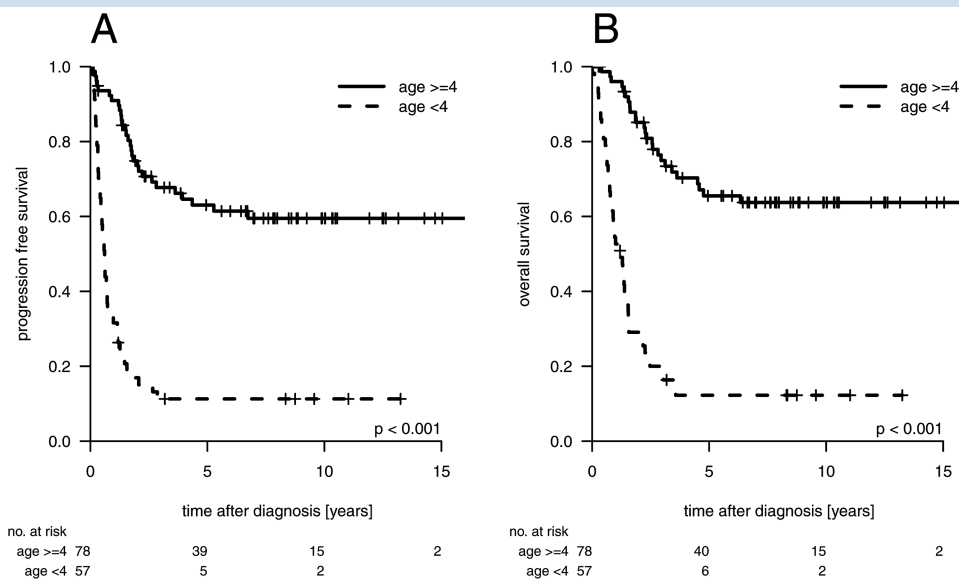 A
1.0
0.8
0.6
0.4
0.2
0.0
progression free survival
age >=4
age <4
p < 0.001
0 5 10 15
time after diagnosis [years]
no. at risk
age >=4 78 39 15 2
age <4 57 5 2
B
1.0
0.8
0.6
0.4
0.2
0.0
overall survival
age >=4
age <4
p < 0.001
0 5 10 15
time after diagnosis [years]
no. at risk
age >=4 78 40 15 2
age <4 57 6 2